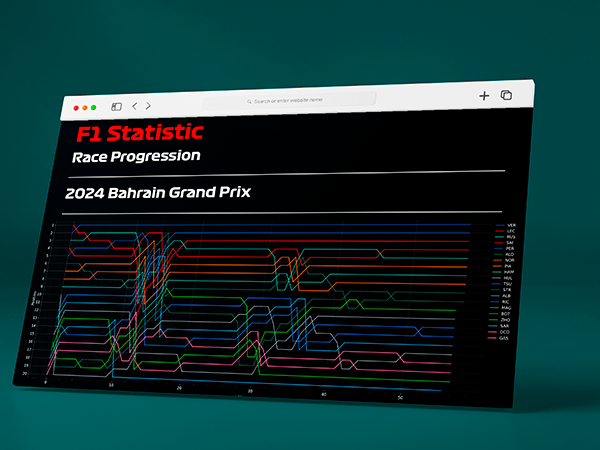 Search or enter website name
F1 Statistic
Race Progression
2024 Bahrain Grand Prix
VER
LEC
RUS
SAI
PER
ALO
NOR
PIA
HAM
HUL
TSU
STR
ALB
RIC
MAG
BOT
ZHO
SAR
OCO
GAS
1
2
3
4
5
6
7
8
9
10
11
12
13
14
15
16
17
18
19
20
0
10
20
30
40
50